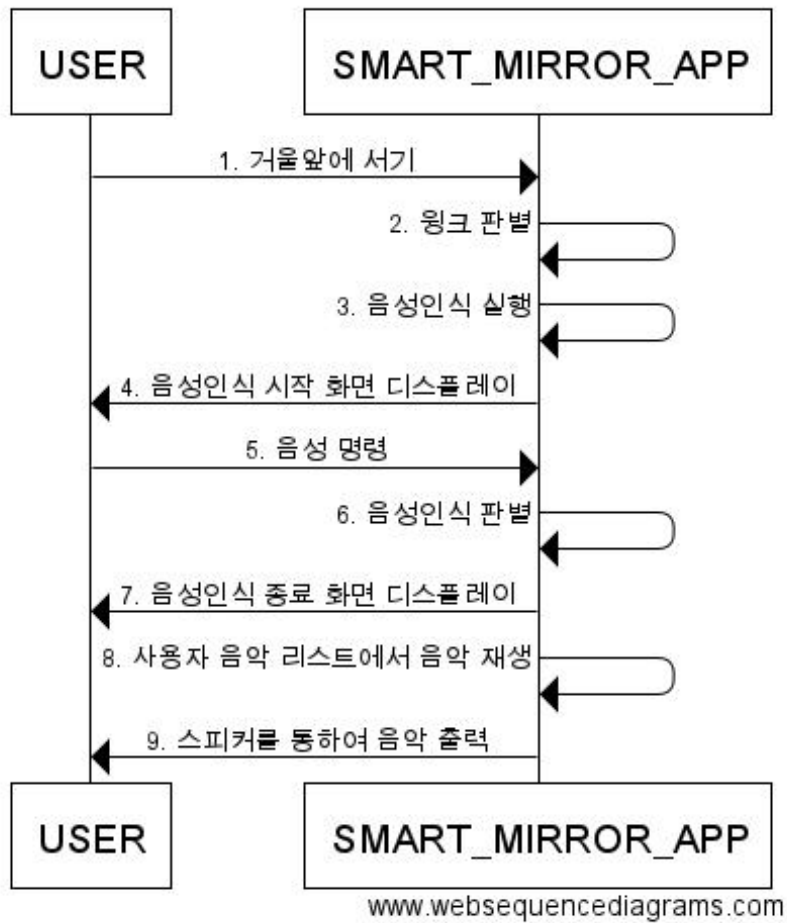 USER SMART_MIRROR_APP
1. 거울앞에 서기
2. 윙크 판별
3. 음성인식 실행
4. 음성인식 시작 화면 디스플레이
5. 음성 명령
6. 음성인식 판별
7. 음성인식 종료 화면 디스플레이
8. 사용자 음악 리스트에서 음악 재생
9. 스피커를 통하여 음악 출력
USER SMART_MIRROR_APP
www.websequencediagrams.com